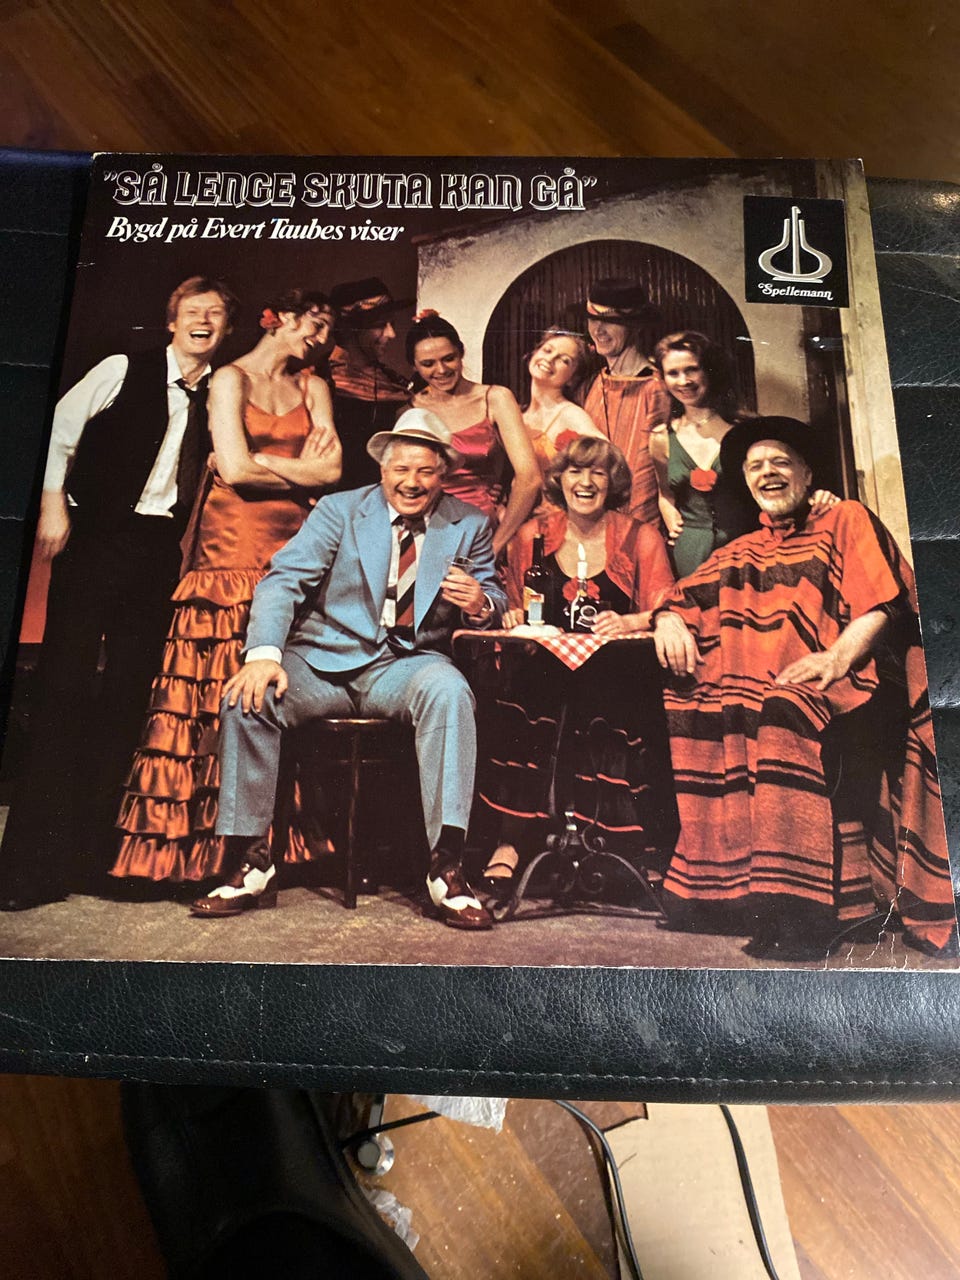 "SÅ LENGE SKUTA KAN GÅ"
Bygd på Evert Taubes viser
Spellemann